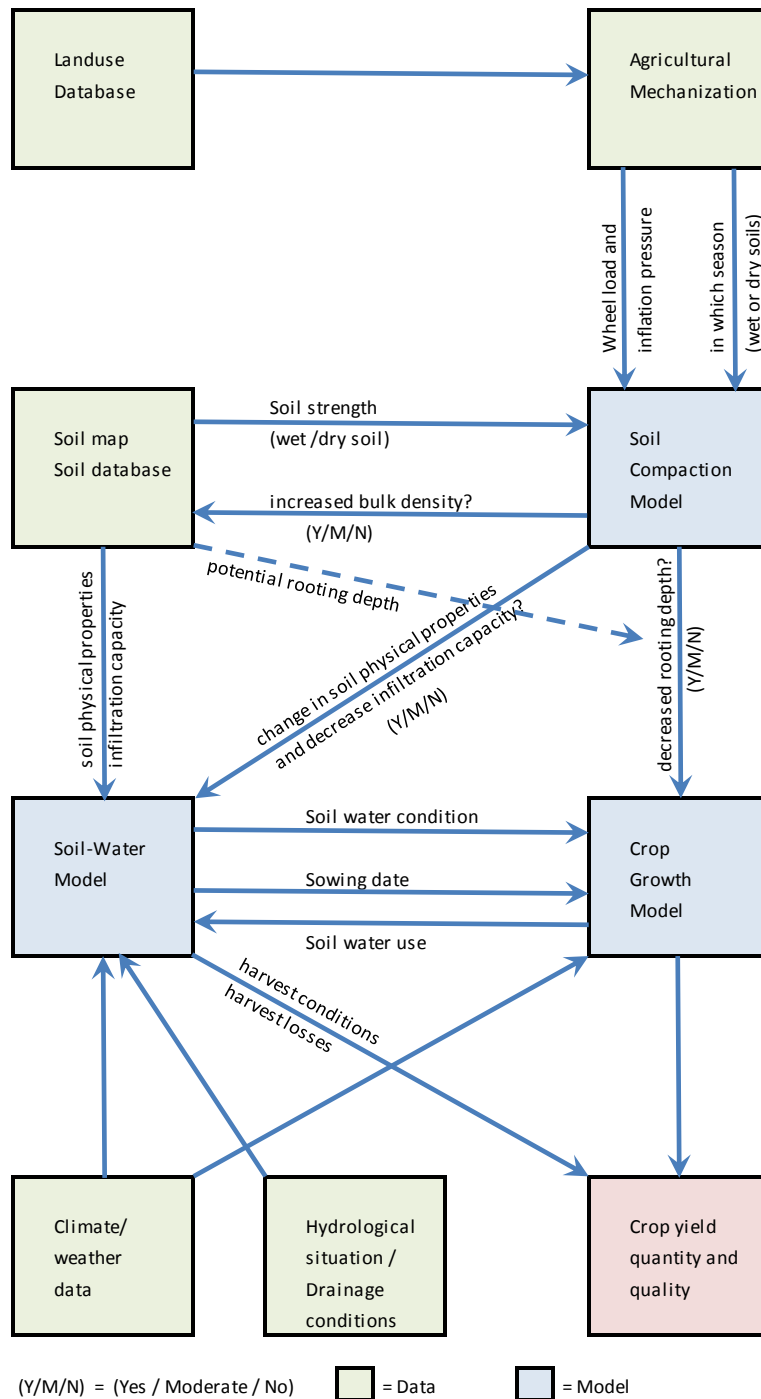 Landuse
Database
Agricultural
Mechanization
Wheel load and
inflation pressure
in which season
(wet or dry soils)
Soil map
Soil database
Soil strength
(wet /dry soil)
increased bulk density?
(Y/M/N)
Soil
Compaction
Model
potential rooting depth
soil physical properties
infiltration capacity
change in soil physical properties
and decrease infiltration capacity?
(Y/M/N)
decreased rooting depth?
(Y/M/N)
Soil-Water
Model
Soil water condition
Sowing date
Soil water use
Crop
Growth
Model
harvest conditions
harvest losses
Climate/
weather
data
Hydrological
situation /
Drainage
conditions
Crop yield
quantity and
quality
(Y/M/N) = (Yes / Moderate / No)
= Data
= Model